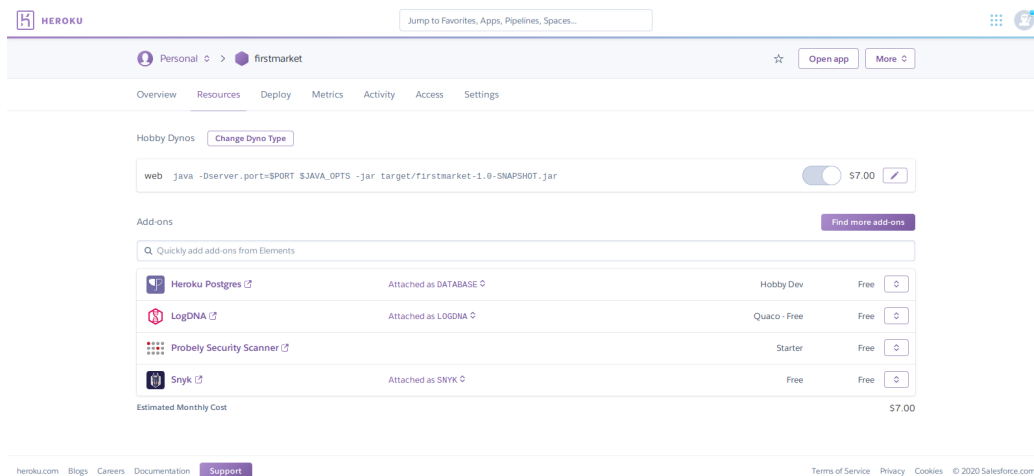 HEROKU
Jump to Favorites, Apps, Pipelines, Spaces...
Personal > firstmarket
Open app
More
Overview Resources Deploy Metrics Activity Access Settings
Hobby Dynos Change Dyno Type
web java -Dserver.port=$PORT $JAVA_OPTS -jar target/firstmarket-1.0-SNAPSHOT.jar $7.00
Add-ons Find more add-ons
Quickly add add-ons from Elements
Heroku Postgres Attached as DATABASE Hobby Dev Free
LogDNA Attached as LOGDNA Quaco - Free Free
Probely Security Scanner Starter Free
Snyk Attached as SNYK Free Free
Estimated Monthly Cost $7.00
heroku.com Blogs Careers Documentation Support Terms of Service Privacy Cookies © 2020 Salesforce.com